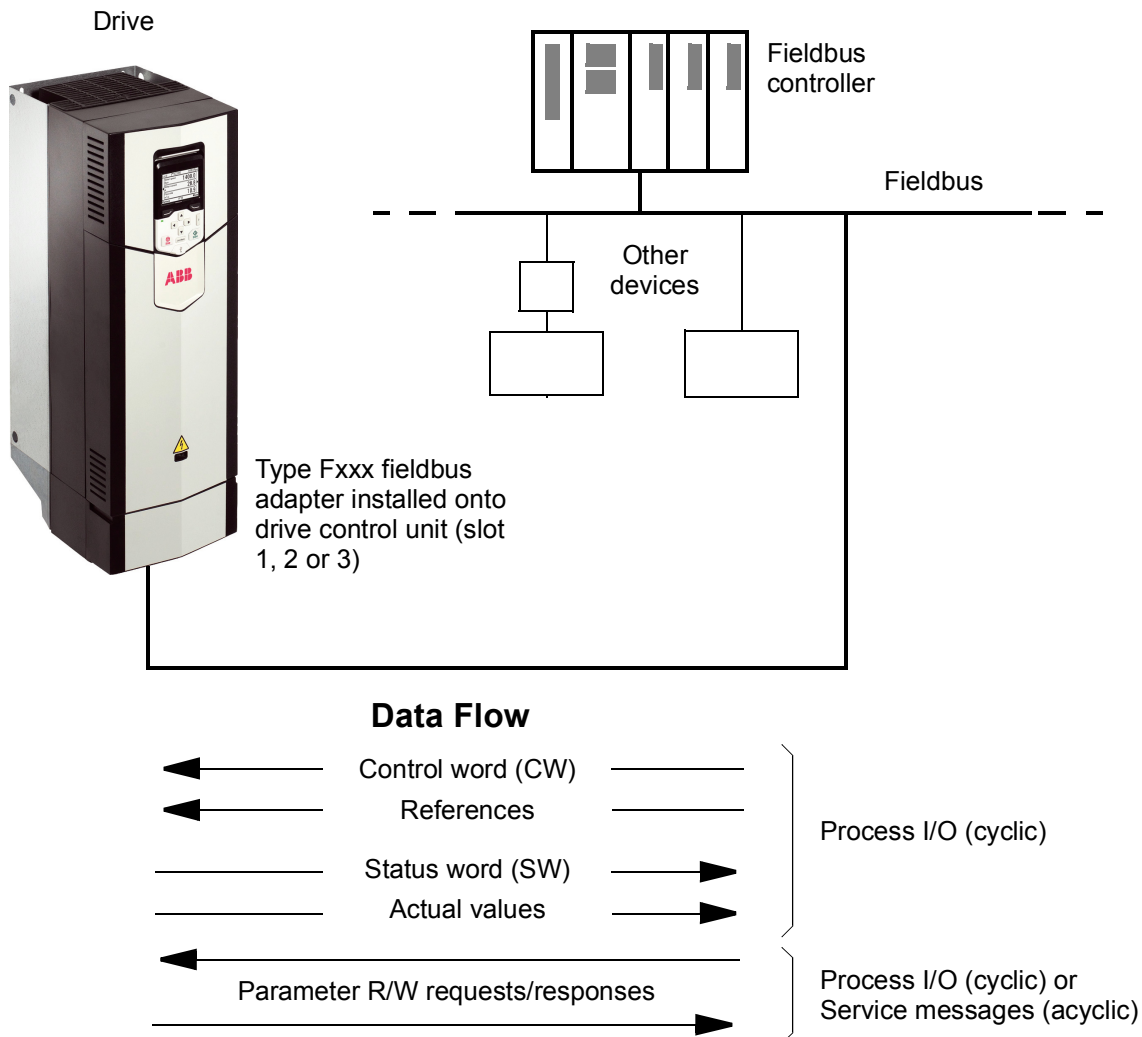 Drive
Fieldbus
controller
Fieldbus
Other
devices
ABB
Type Fxxx fieldbus
adapter installed onto
drive control unit (slot
1, 2 or 3)
Data Flow
Control word (CW)
References
Status word (SW)
Actual values
Process I/O (cyclic)
Parameter R/W requests/responses
Process I/O (cyclic) or
Service messages (acyclic)